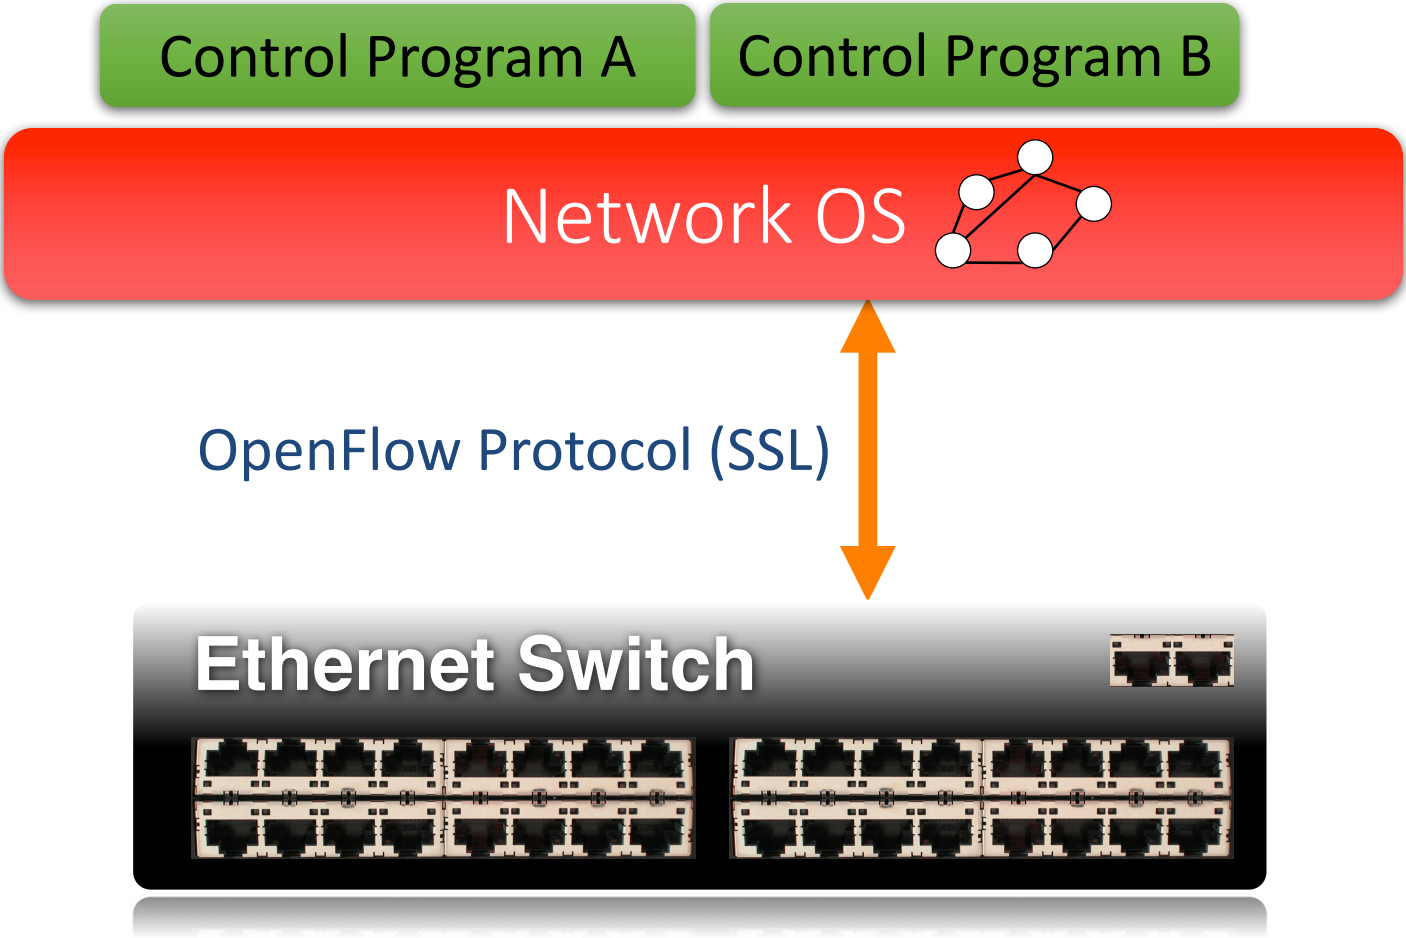 Control Program A
Control Program B
Network OS
OpenFlow Protocol (SSL)
Ethernet Switch